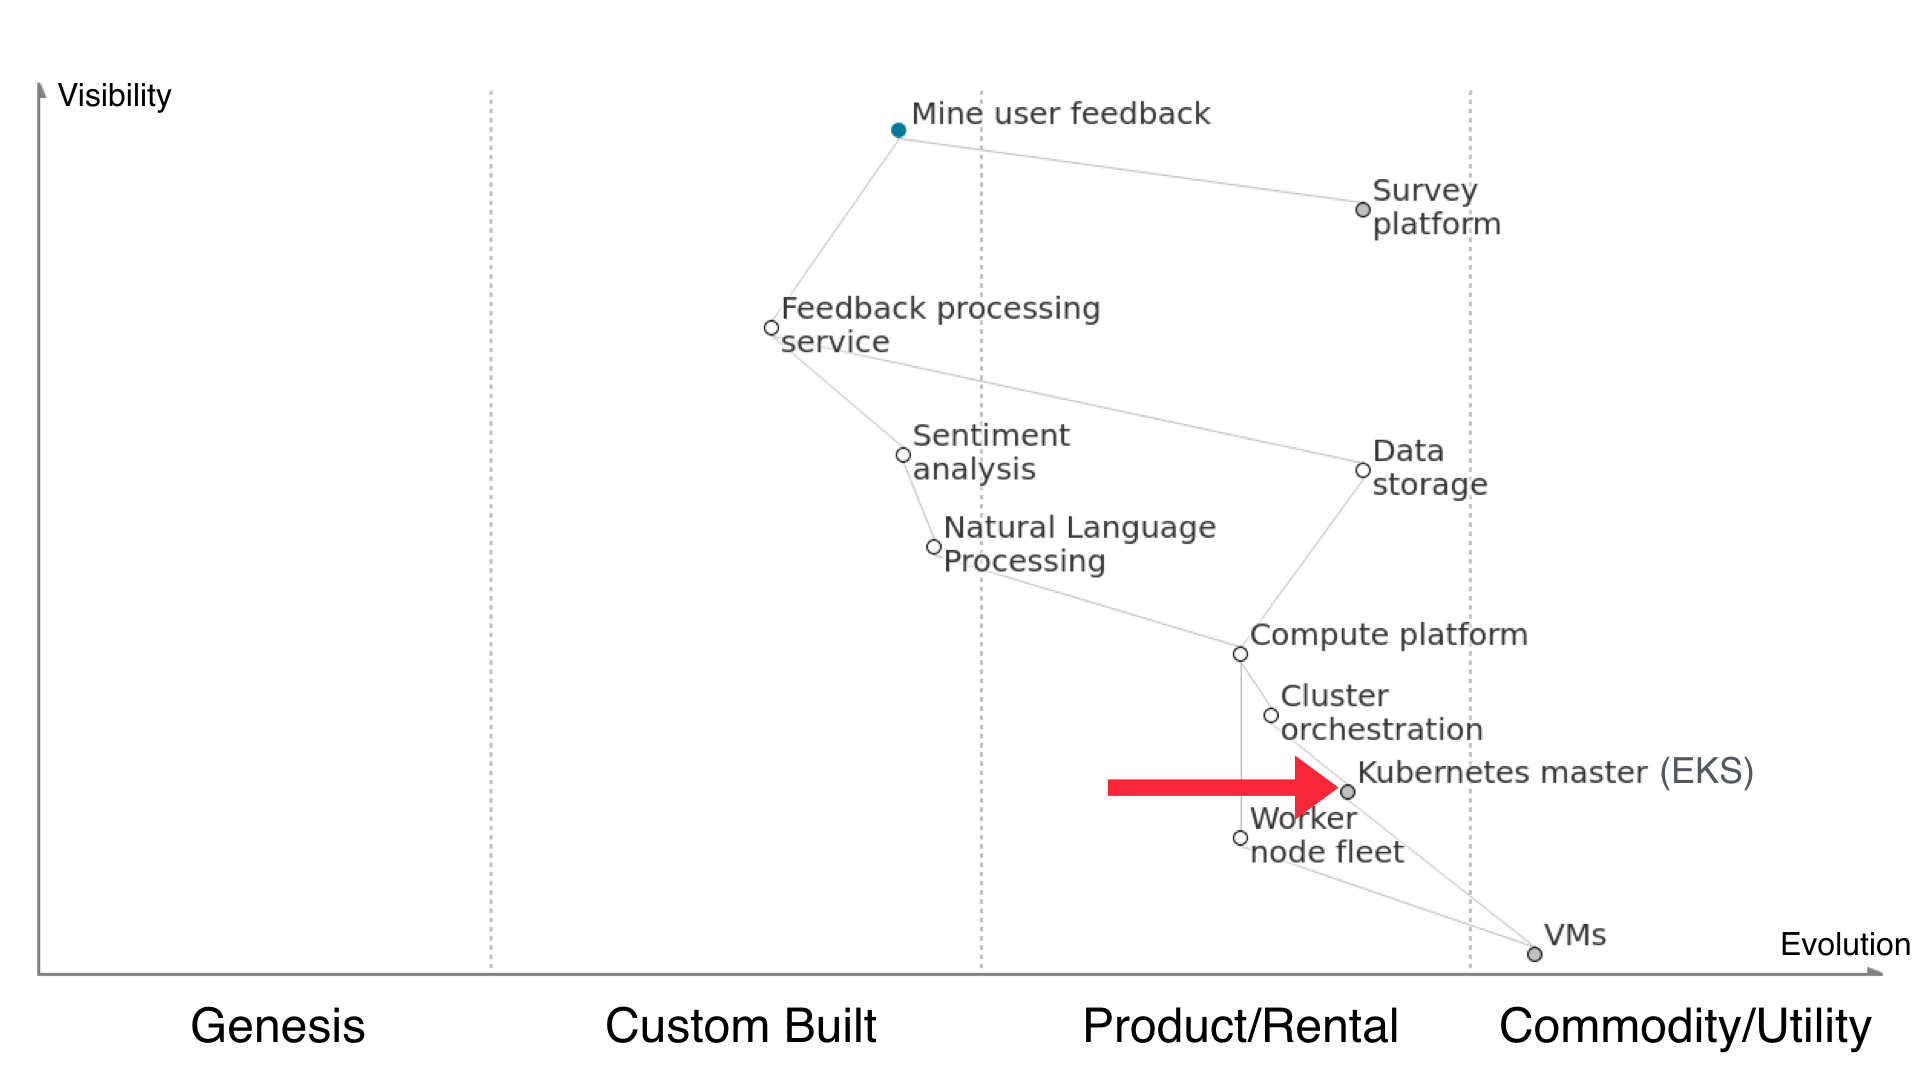 Visibility
Mine user feedback
Survey
platform
Feedback processing
service
Sentiment
analysis
Data
storage
Natural Language
Processing
Compute platform
Cluster
orchestration
Kubernetes master (EKS)
Worker
node fleet
VMs
Evolution
Genesis
Custom Built
Product/Rental
Commodity/Utility